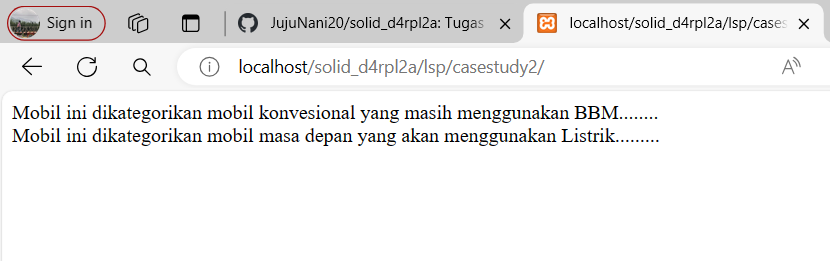 Sign in
JujuNani20/solid_d4rpl2a: Tugas
localhost/solid_d4rpl2a/lsp/cases
localhost/solid_d4rpl2a/lsp/casestudy2/
Mobil ini dikategorikan mobil konvesional yang masih menggunakan BBM........
Mobil ini dikategorikan mobil masa depan yang akan menggunakan Listrik.........